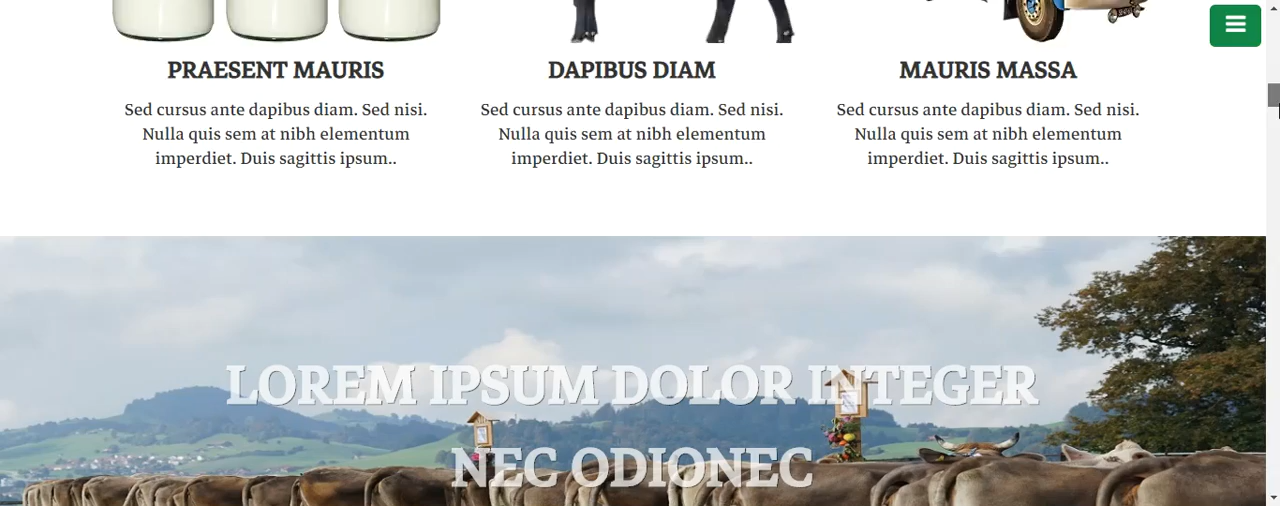 PRAESENT MAURIS
Sed cursus ante dapibus diam. Sed nisi.
Nulla quis sem at nibh elementum
imperdiet. Duis sagittis ipsum..
DAPIBUS DIAM
Sed cursus ante dapibus diam. Sed nisi.
Nulla quis sem at nibh elementum
imperdiet. Duis sagittis ipsum..
MAURIS MASSA
Sed cursus ante dapibus diam. Sed nisi.
Nulla quis sem at nibh elementum
imperdiet. Duis sagittis ipsum..
LOREM IPSUM DOLOR INTEGER
NEC ODIONEC